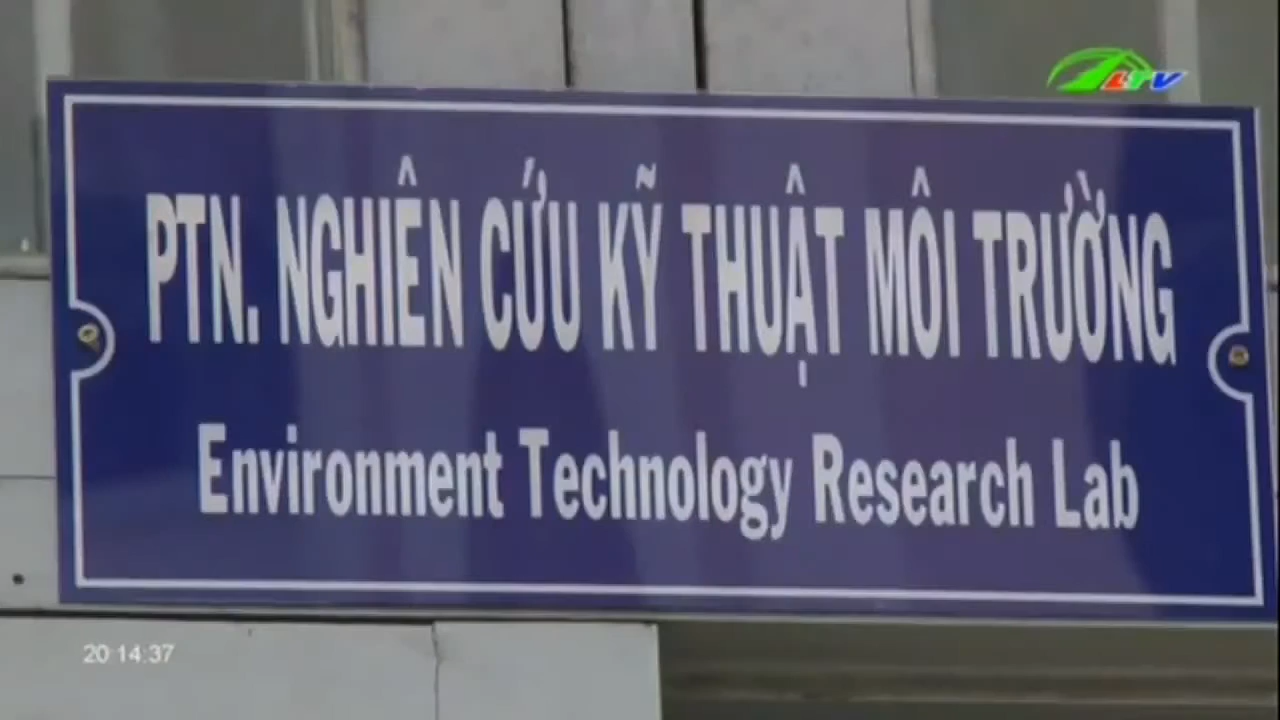 LTV
PTN. NGHIÊN CỨU KỸ THUẬT MÔI TRƯỜNG
Environment Technology Research Lab
20:14:37